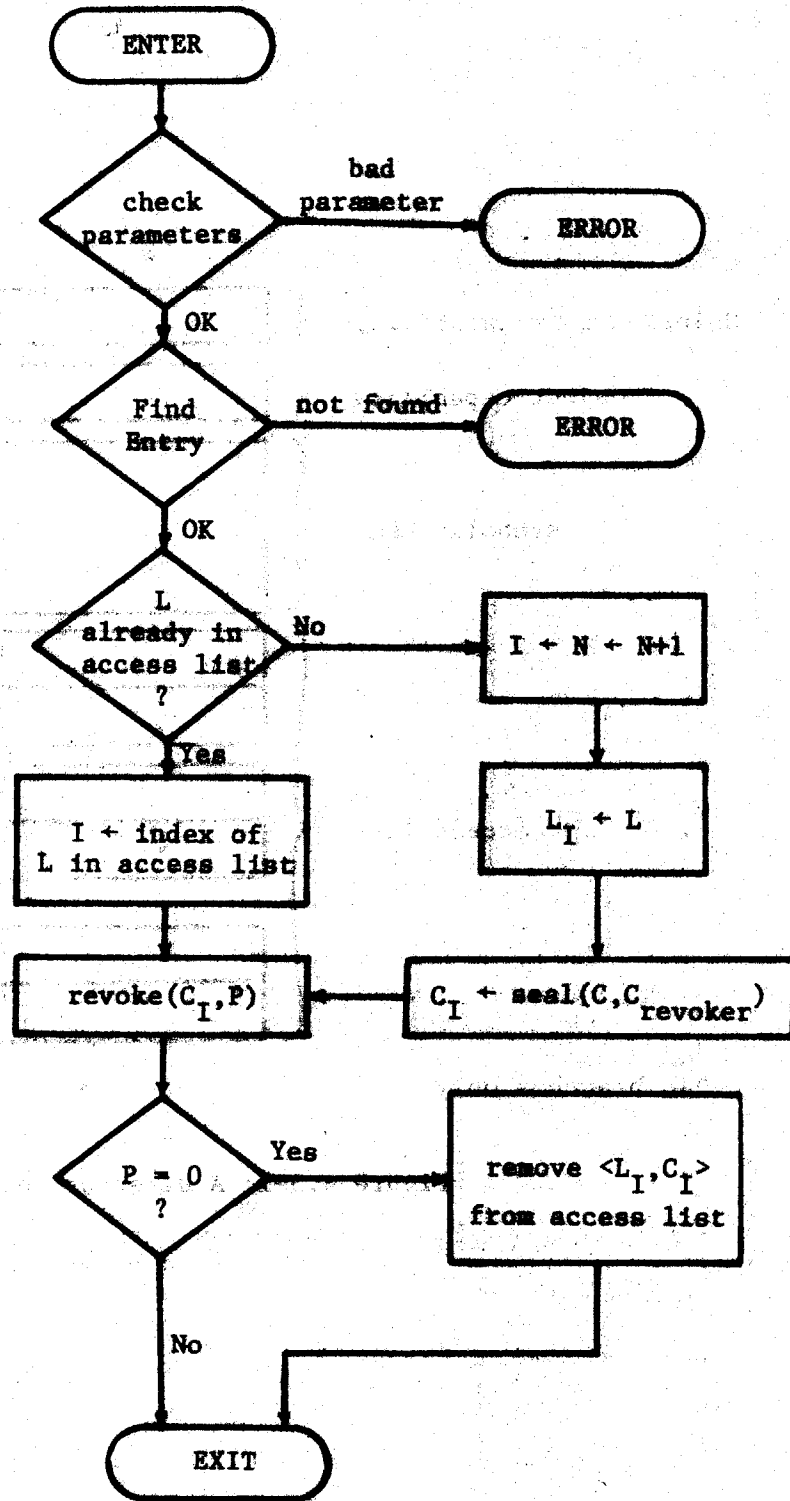 ENTER
check
parameters
bad
parameter
ERROR
OK
Find
Entry
not found
ERROR
OK
L
already in
access list
?
No
I ← N ← N+1
Yes
L_I ← L
I ← index of
L in access list
revoke(C_I,P)
C_I ← seal(C,C_revoker)
P = 0
?
Yes
remove <L_I,C_I>
from access list
No
EXIT